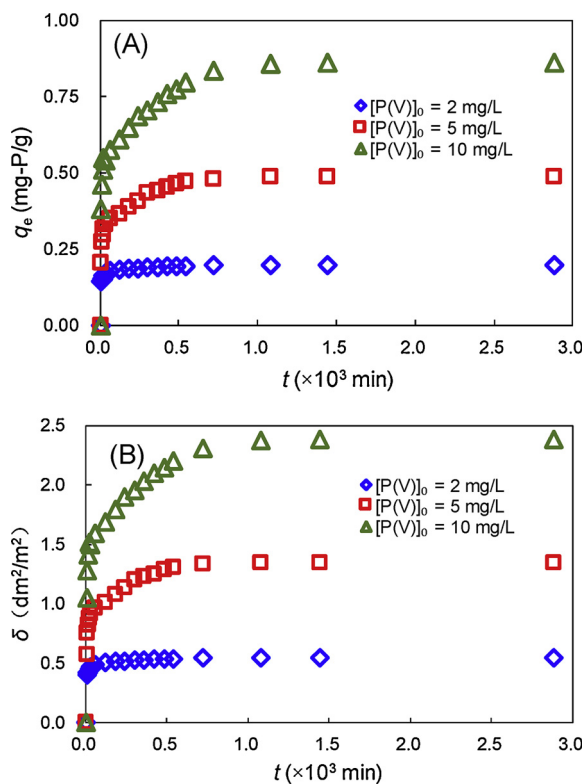 (A)
1.00
0.75
0.50
0.25
0.00
qₑ (mg-P/g)
[P(V)]₀ = 2 mg/L
[P(V)]₀ = 5 mg/L
[P(V)]₀ = 10 mg/L
0.0 0.5 1.0 1.5 2.0 2.5 3.0
t (×10³ min)
(B)
2.5
2.0
1.5
1.0
0.5
0.0
δ (dm²/m²)
[P(V)]₀ = 2 mg/L
[P(V)]₀ = 5 mg/L
[P(V)]₀ = 10 mg/L
0.0 0.5 1.0 1.5 2.0 2.5 3.0
t (×10³ min)